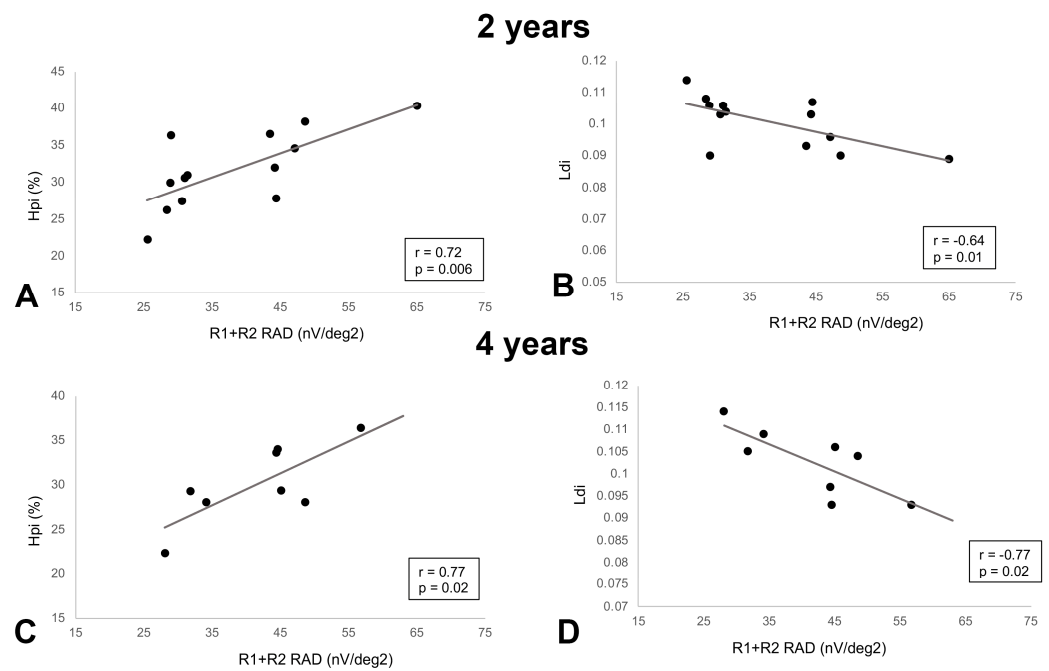 2 years
45
40
35
30
25
20
15
Hpi (%)
15 25 35 45 55 65 75
R1+R2 RAD (nV/deg2)
r = 0.72
p = 0.006
A
0.12
0.11
0.1
0.09
0.08
0.07
0.06
0.05
Ldi
15 25 35 45 55 65 75
R1+R2 RAD (nV/deg2)
r = -0.64
p = 0.01
B
4 years
40
35
30
25
20
15
Hpi (%)
15 25 35 45 55 65 75
R1+R2 RAD (nV/deg2)
r = 0.77
p = 0.02
C
0.12
0.115
0.11
0.105
0.1
0.095
0.09
0.085
0.08
0.075
0.07
Ldi
15 25 35 45 55 65 75
R1+R2 RAD (nV/deg2)
r = -0.77
p = 0.02
D